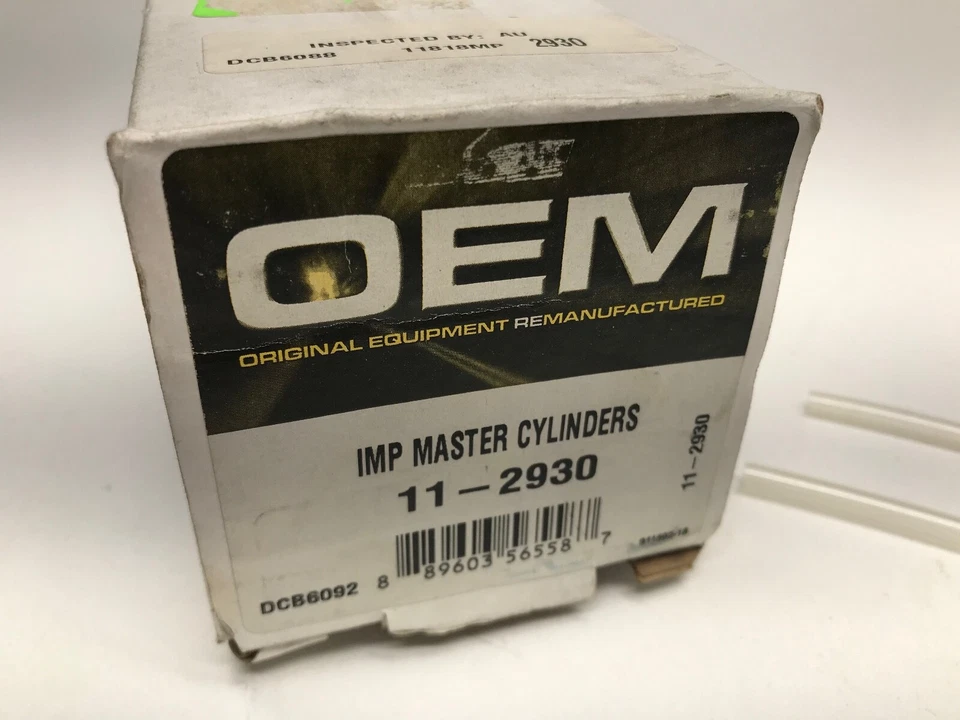 INSPECTED BY: AU
DCB6088 11818MP 2930
OEM
ORIGINAL EQUIPMENT REMANUFACTURED
IMP MASTER CYLINDERS
11-2930
11-2930
DCB6092
8 89603 56558 7